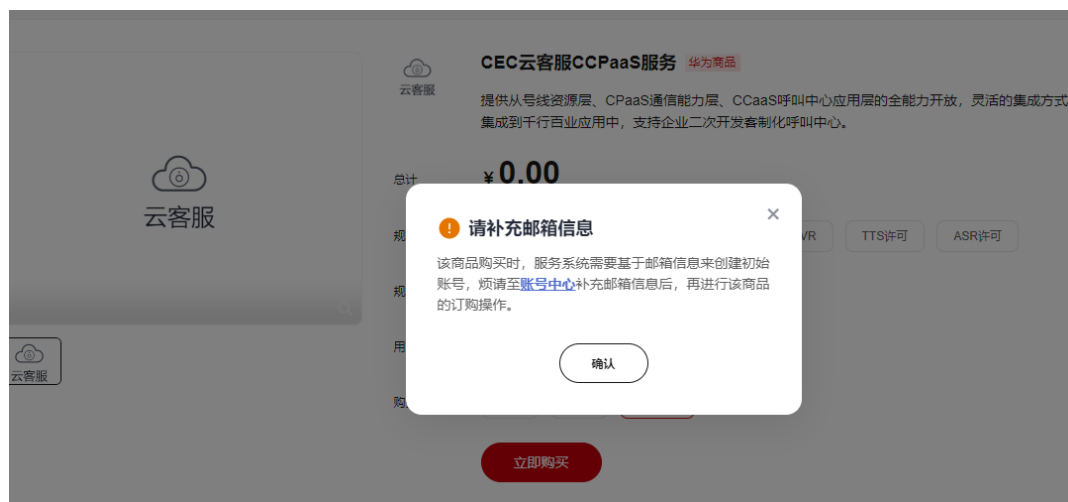 CEC云客服CCPaaS服务 华为商品
云客服
提供从号线资源层、CPaaS通信能力层、CCaaS呼叫中心应用层的全能力开放，灵活的集成方式
集成到千行百业应用中，支持企业二次开发客制化呼叫中心。
云客服
总计 ¥0.00
请补充邮箱信息
规 VR TTS许可 ASR许可
该商品购买时，服务系统需要基于邮箱信息来创建初始
账号，烦请至账号中心补充邮箱信息后，再进行该商品
的订购操作。
规
用
云客服
确认
购
立即购买